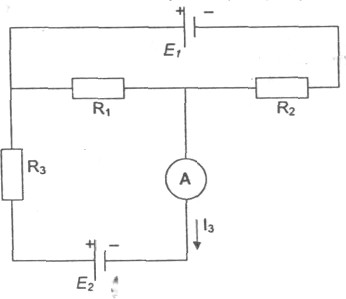 + −
E₁
R₁
R₂
R₃
A
I₃
+ −
E₂